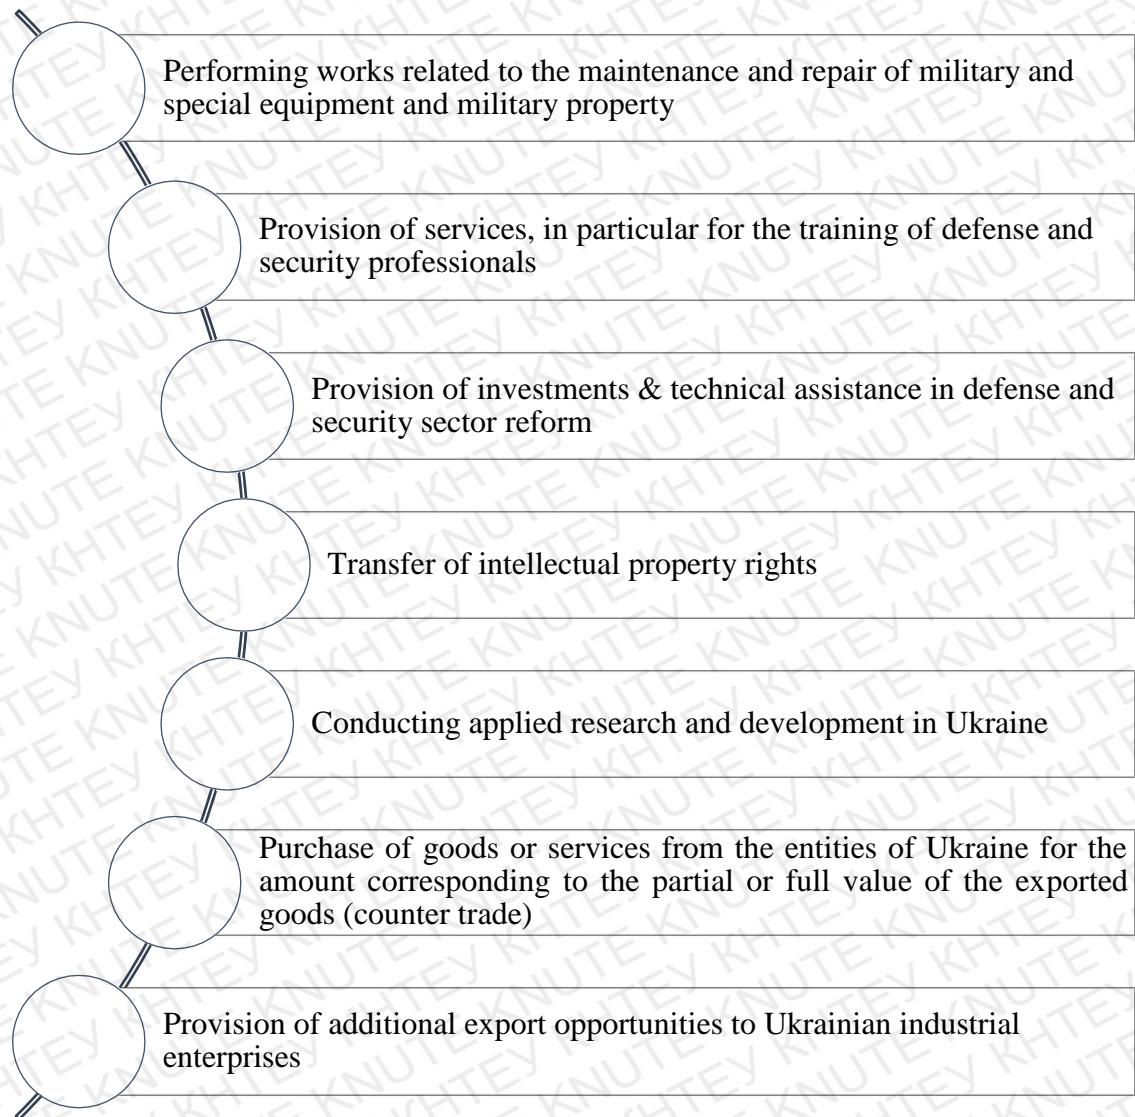 Performing works related to the maintenance and repair of military and
special equipment and military property
Provision of services, in particular for the training of defense and
security professionals
Provision of investments & technical assistance in defense and
security sector reform
Transfer of intellectual property rights
Conducting applied research and development in Ukraine
Purchase of goods or services from the entities of Ukraine for the
amount corresponding to the partial or full value of the exported
goods (counter trade)
Provision of additional export opportunities to Ukrainian industrial
enterprises